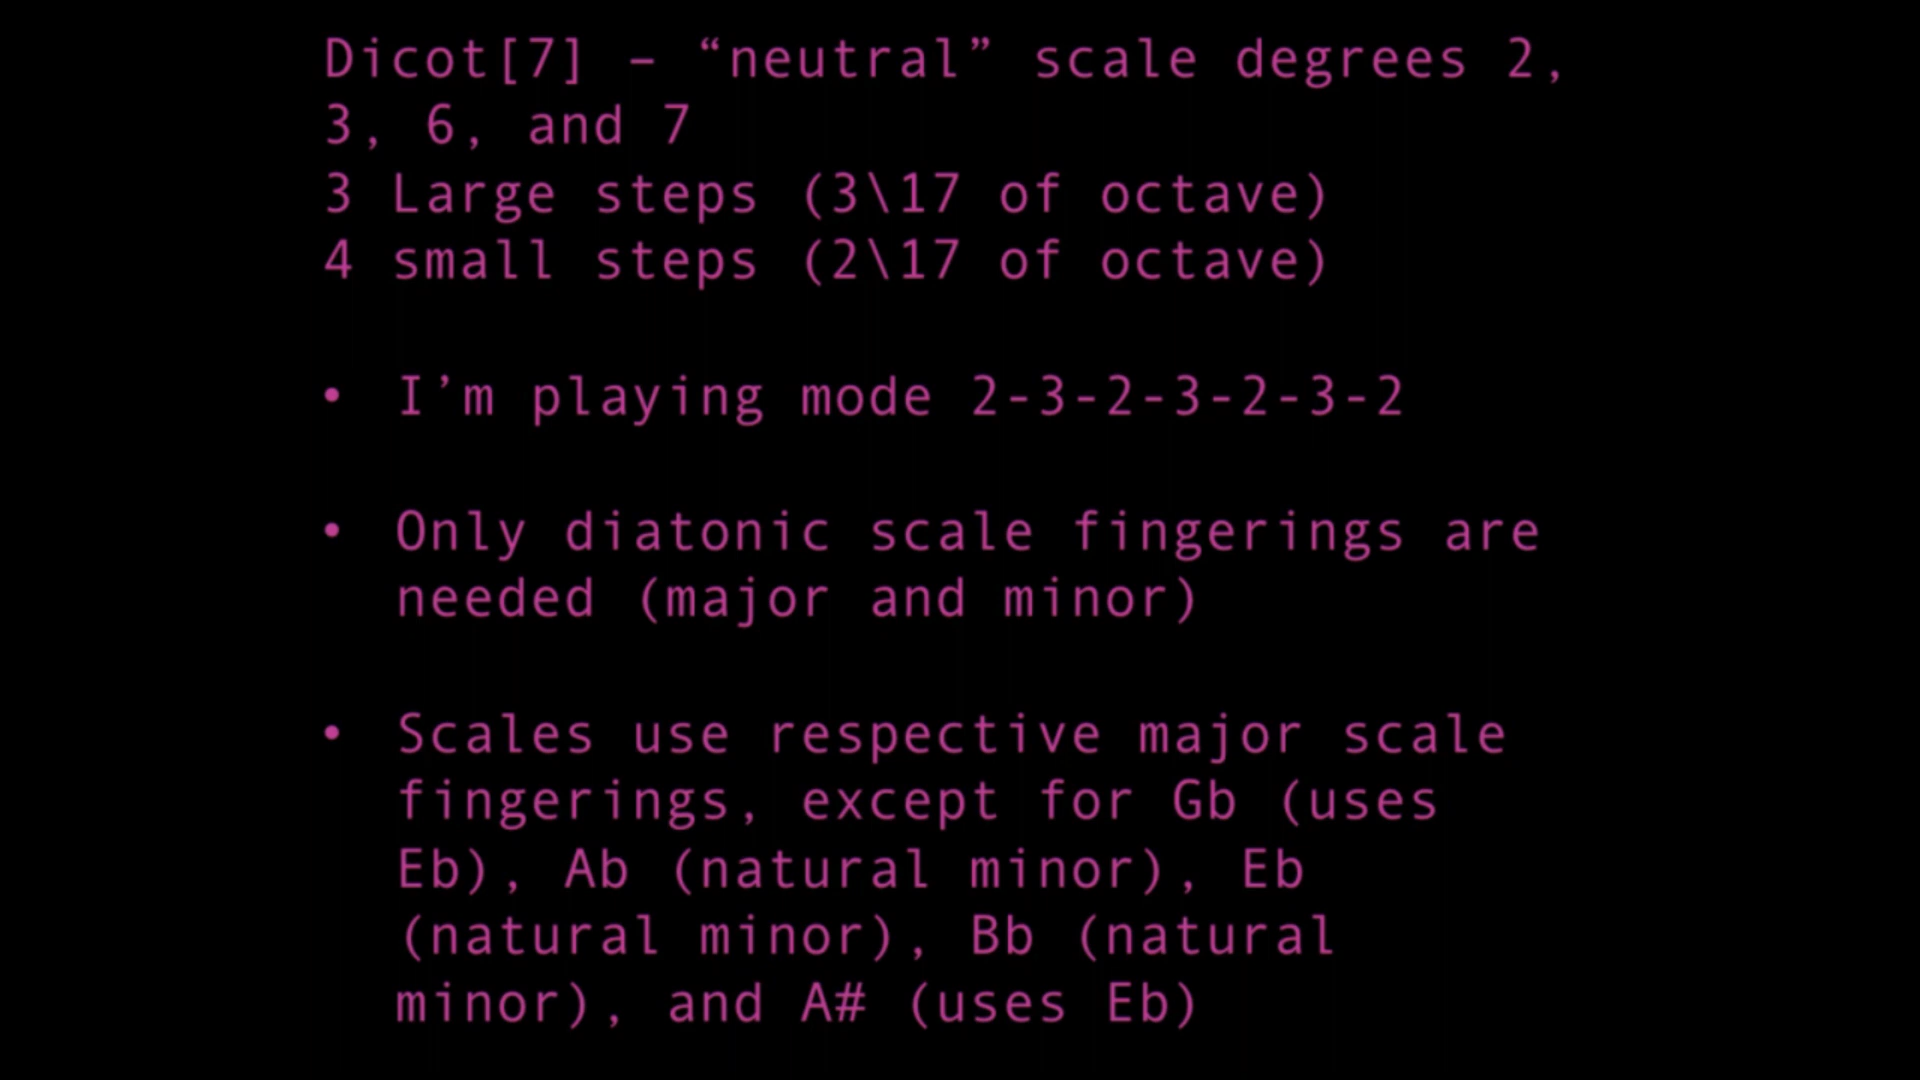 Dicot[7] – “neutral” scale degrees 2,
3, 6, and 7
3 Large steps (3\17 of octave)
4 small steps (2\17 of octave)
• I’m playing mode 2-3-2-3-2-3-2
• Only diatonic scale fingerings are
needed (major and minor)
• Scales use respective major scale
fingerings, except for Gb (uses
Eb), Ab (natural minor), Eb
(natural minor), Bb (natural
minor), and A# (uses Eb)